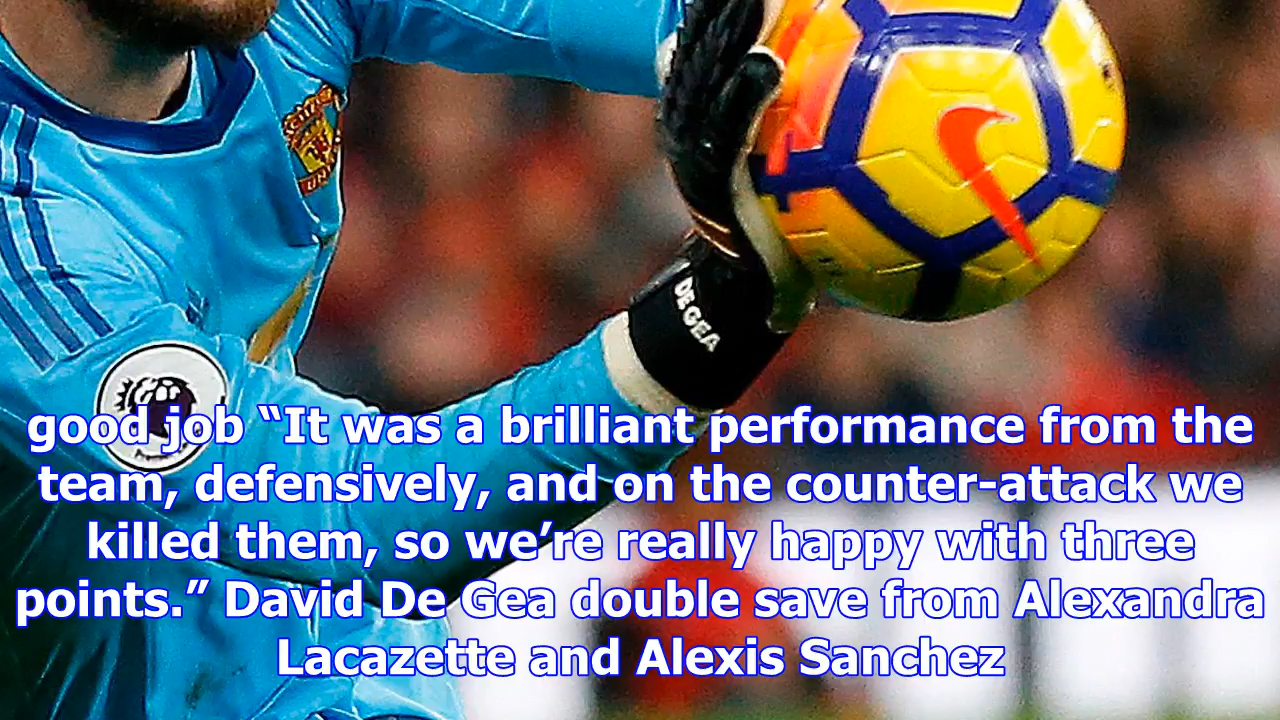 CHESTER
UNI
DE GEA
good job “It was a brilliant performance from the
team, defensively, and on the counter-attack we
killed them, so we’re really happy with three
points.” David De Gea double save from Alexandra
Lacazette and Alexis Sanchez